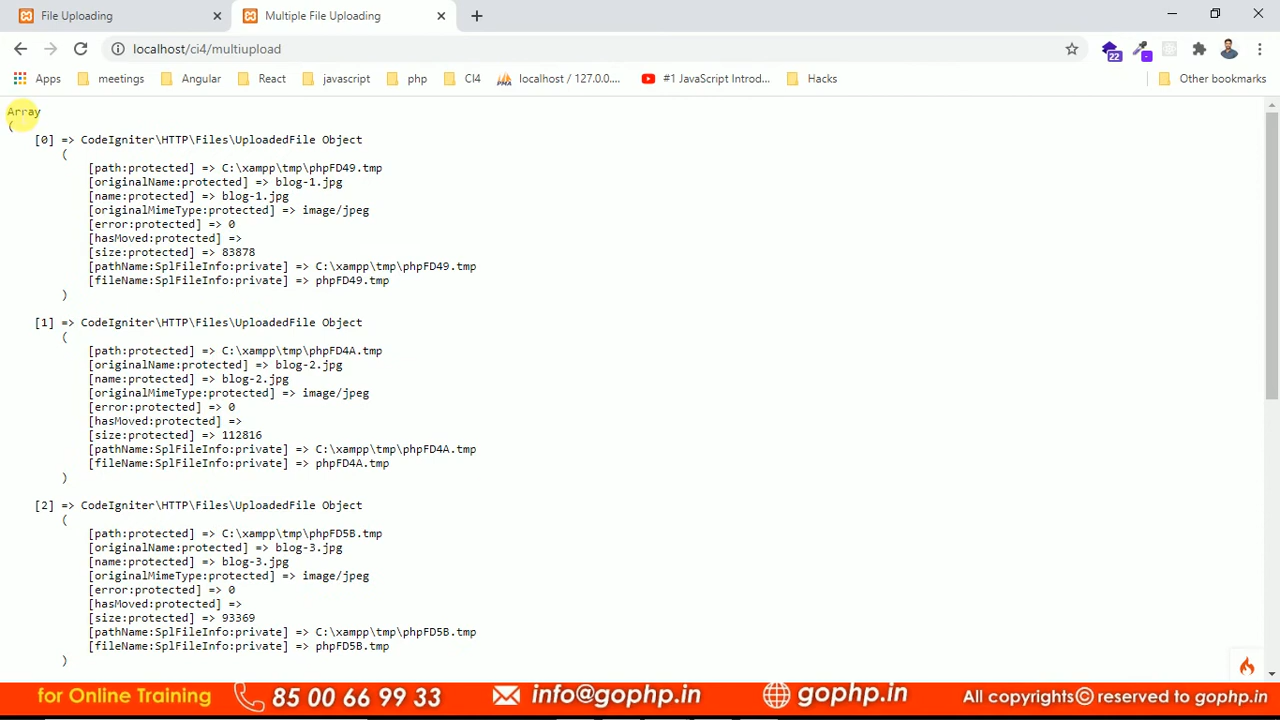 File Uploading
Multiple File Uploading
localhost/ci4/multiupload
22
-
Apps
meetings
Angular
React
javascript
php
CI4
PMA
localhost / 127.0.0....
#1 JavaScript Introd...
Hacks
Other bookmarks
Array
(
[0] => CodeIgniter\HTTP\Files\UploadedFile Object
(
[path:protected] => C:\xampp\tmp\phpFD49.tmp
[originalName:protected] => blog-1.jpg
[name:protected] => blog-1.jpg
[originalMimeType:protected] => image/jpeg
[error:protected] => 0
[hasMoved:protected] =>
[size:protected] => 83878
[pathName:SplFileInfo:private] => C:\xampp\tmp\phpFD49.tmp
[fileName:SplFileInfo:private] => phpFD49.tmp
)
[1] => CodeIgniter\HTTP\Files\UploadedFile Object
(
[path:protected] => C:\xampp\tmp\phpFD4A.tmp
[originalName:protected] => blog-2.jpg
[name:protected] => blog-2.jpg
[originalMimeType:protected] => image/jpeg
[error:protected] => 0
[hasMoved:protected] =>
[size:protected] => 112816
[pathName:SplFileInfo:private] => C:\xampp\tmp\phpFD4A.tmp
[fileName:SplFileInfo:private] => phpFD4A.tmp
)
[2] => CodeIgniter\HTTP\Files\UploadedFile Object
(
[path:protected] => C:\xampp\tmp\phpFD5B.tmp
[originalName:protected] => blog-3.jpg
[name:protected] => blog-3.jpg
[originalMimeType:protected] => image/jpeg
[error:protected] => 0
[hasMoved:protected] =>
[size:protected] => 93369
[pathName:SplFileInfo:private] => C:\xampp\tmp\phpFD5B.tmp
[fileName:SplFileInfo:private] => phpFD5B.tmp
)
for Online Training 85 00 66 99 33 info@gophp.in gophp.in All copyrights© reserved to gophp.in